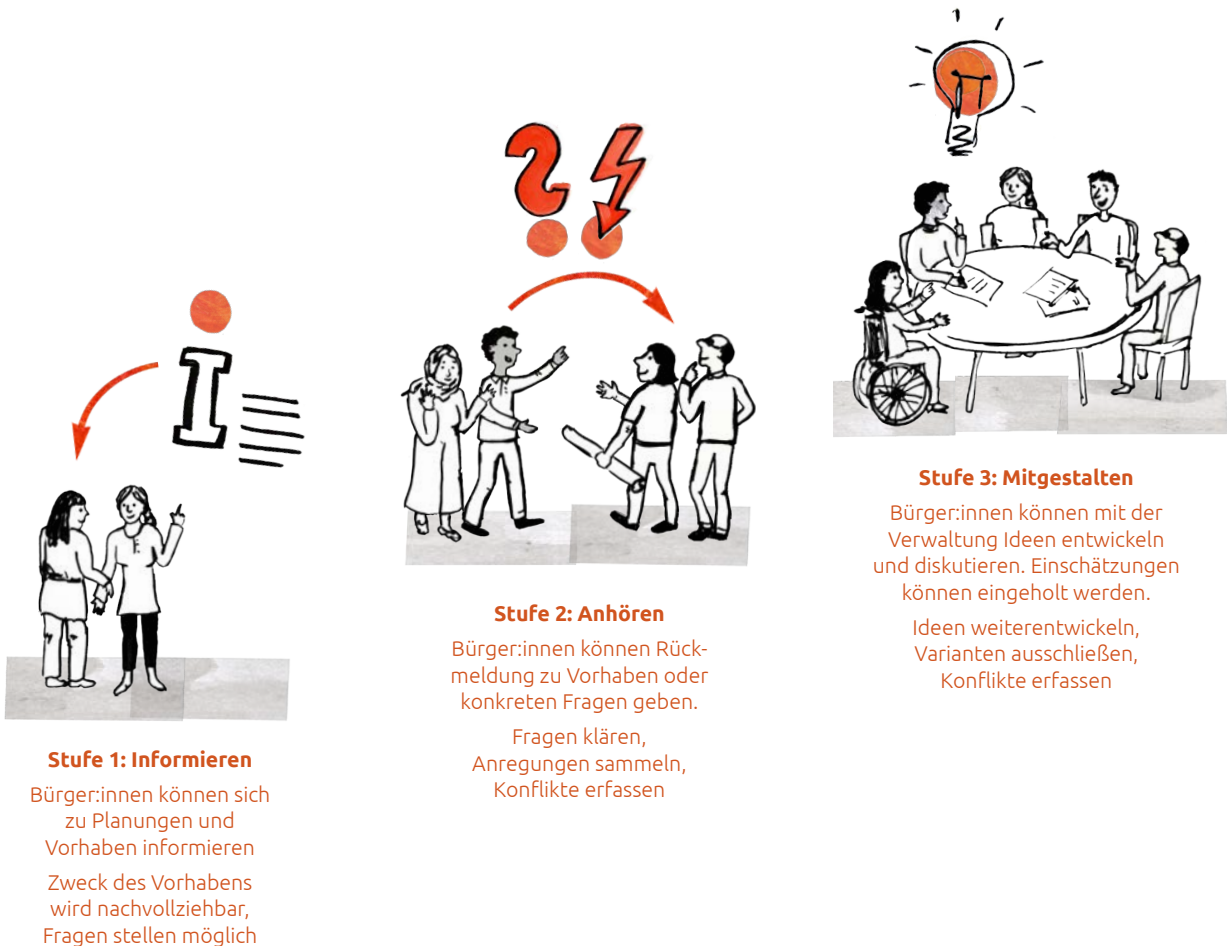 Stufe 1: Informieren
Bürger:innen können sich
zu Planungen und
Vorhaben informieren
Zweck des Vorhabens
wird nachvollziehbar,
Fragen stellen möglich
Stufe 2: Anhören
Bürger:innen können Rück-
meldung zu Vorhaben oder
konkreten Fragen geben.
Fragen klären,
Anregungen sammeln,
Konflikte erfassen
Stufe 3: Mitgestalten
Bürger:innen können mit der
Verwaltung Ideen entwickeln
und diskutieren. Einschätzungen
können eingeholt werden.
Ideen weiterentwickeln,
Varianten ausschließen,
Konflikte erfassen